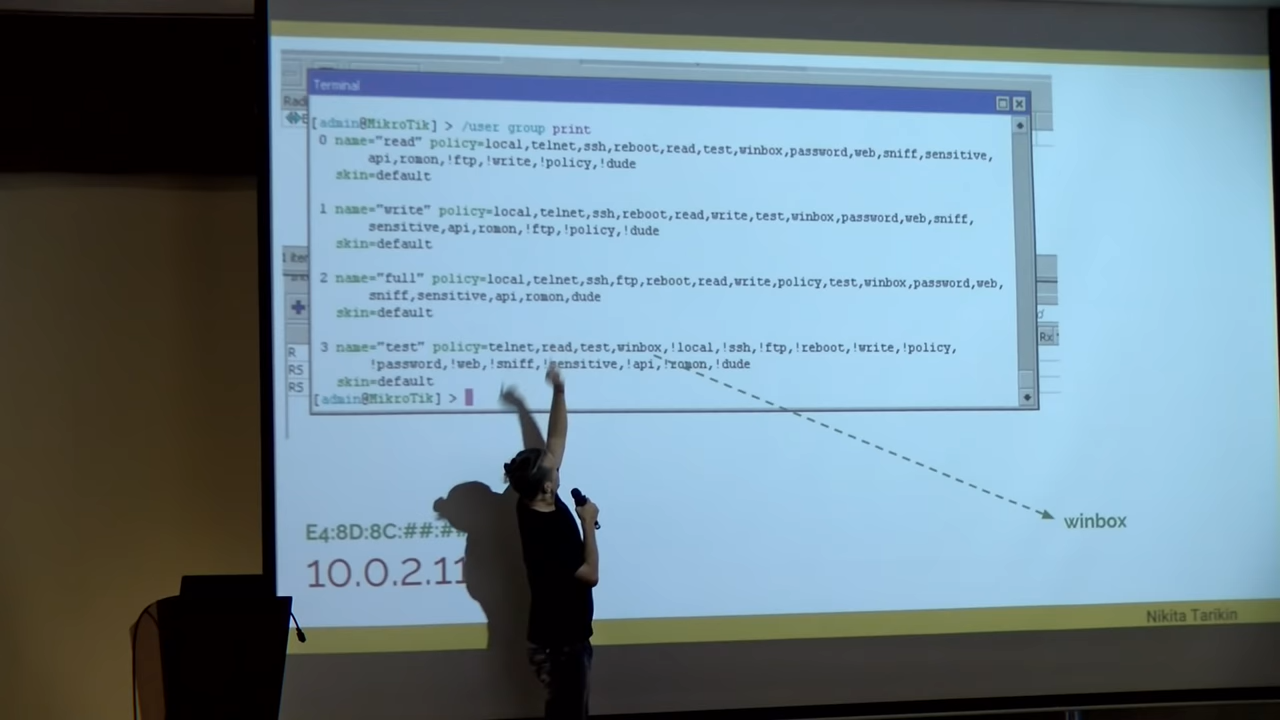 Terminal
[admin@MikroTik] > /user group print
0 name="read" policy=local,telnet,ssh,reboot,read,test,winbox,password,web,sniff,sensitive,
api,romon,!ftp,!write,!policy,!dude
skin=default
1 name="write" policy=local,telnet,ssh,reboot,read,write,test,winbox,password,web,sniff,
sensitive,api,romon,!ftp,!policy,!dude
skin=default
2 name="full" policy=local,telnet,ssh,ftp,reboot,read,write,policy,test,winbox,password,web,
sniff,sensitive,api,romon,dude
skin=default
3 name="test" policy=telnet,read,test,winbox,!local,!ssh,!ftp,!reboot,!write,!policy,
!password,!web,!sniff,!sensitive,!api,!romon,!dude
skin=default
[admin@MikroTik] >
R
RS
RS
Rx
winbox
E4:8D:8C:##:##
10.0.2.11
Nikita Tarikin